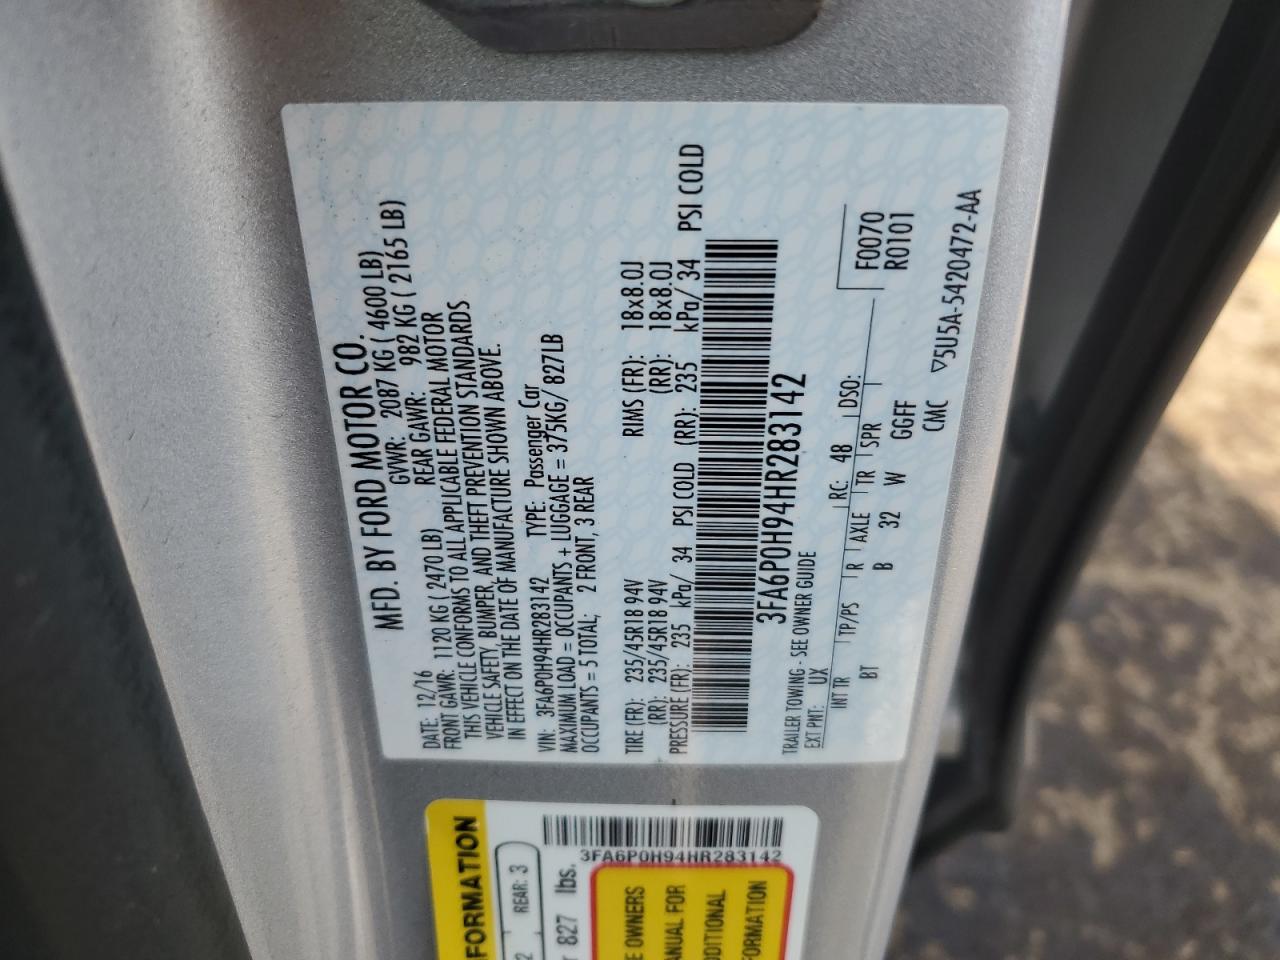 MFD. BY FORD MOTOR CO.
DATE: 12/16 GVWR: 2087 KG ( 4600 LB)
FRONT GAWR: 1120 KG ( 2470 LB) REAR GAWR: 982 KG ( 2165 LB)
THIS VEHICLE CONFORMS TO ALL APPLICABLE FEDERAL MOTOR
VEHICLE SAFETY, BUMPER, AND THEFT PREVENTION STANDARDS
IN EFFECT ON THE DATE OF MANUFACTURE SHOWN ABOVE.
VIN: 3FA6P0H94HR283142 TYPE: Passenger Car
MAXIMUM LOAD = OCCUPANTS + LUGGAGE = 375KG/ 827LB
OCCUPANTS = 5 TOTAL; 2 FRONT, 3 REAR
TIRE (FR): 235/45R18 94V RIMS (FR): 18x8.0J
(RR): 235/45R18 94V (RR): 18x8.0J
PRESSURE (FR): 235 kPa/ 34 PSI COLD (RR): 235 kPa/ 34 PSI COLD
3FA6P0H94HR283142
TRAILER TOWING - SEE OWNER GUIDE
EXT PNT: UX RC: 48 DSO: F0070
R0101
INT TR TP/PS R AXLE TR SPR
BT B 32 W GGFF
CMC ▽5U5A-5420472-AA
3FA6P0H94HR283142
FORMATION
2 REAR: 3
827 lbs.
E OWNERS
ANUAL FOR
DDITIONAL
FORMATION